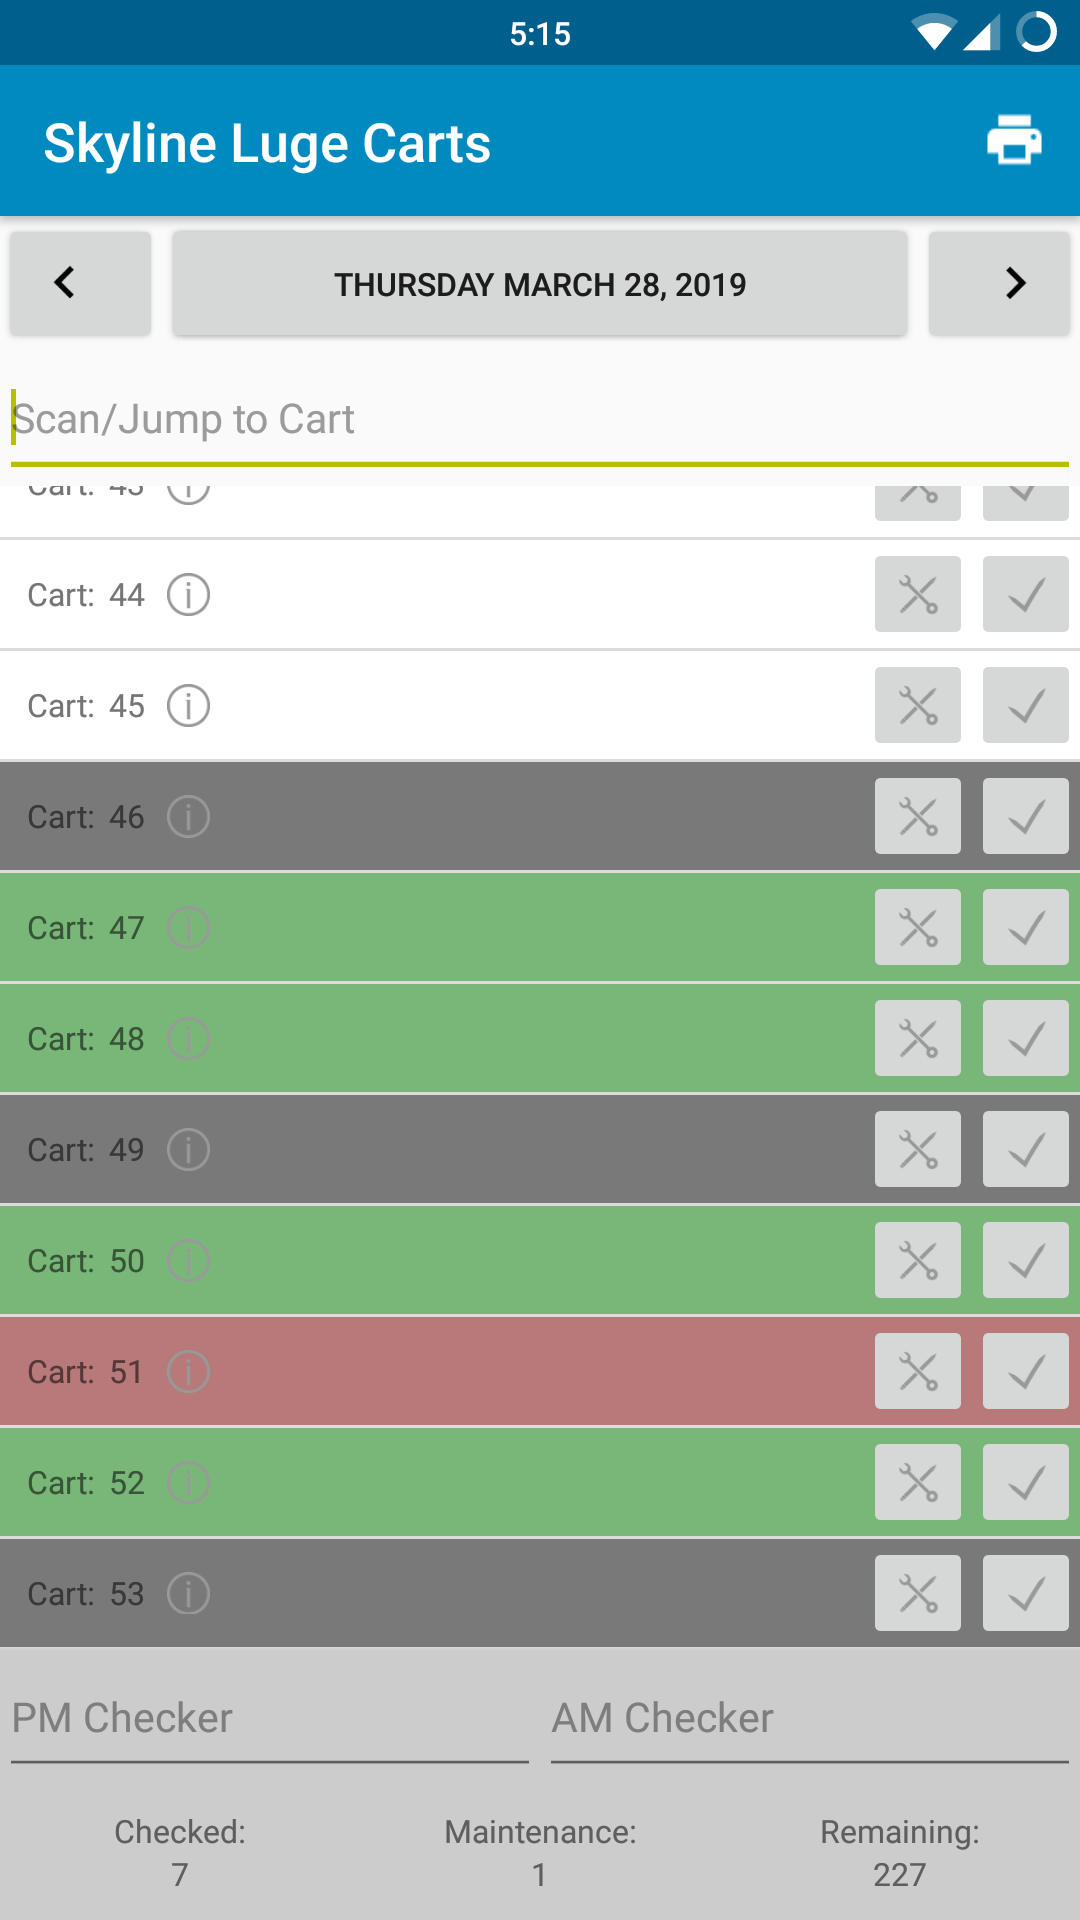 5:15
Skyline Luge Carts
THURSDAY MARCH 28, 2019
Scan/Jump to Cart
Cart: 43
Cart: 44
Cart: 45
Cart: 46
Cart: 47
Cart: 48
Cart: 49
Cart: 50
Cart: 51
Cart: 52
Cart: 53
PM Checker AM Checker
Checked: Maintenance: Remaining:
7 1 227